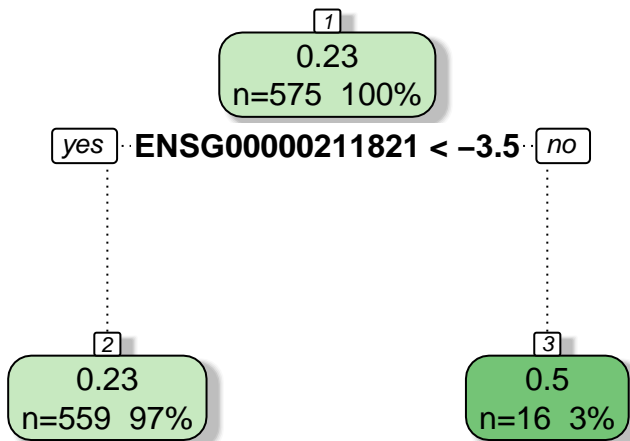 1
0.23
n=575 100%
yes ENSG00000211821 < −3.5 no
2
3
0.23
0.5
n=559 97%
n=16 3%